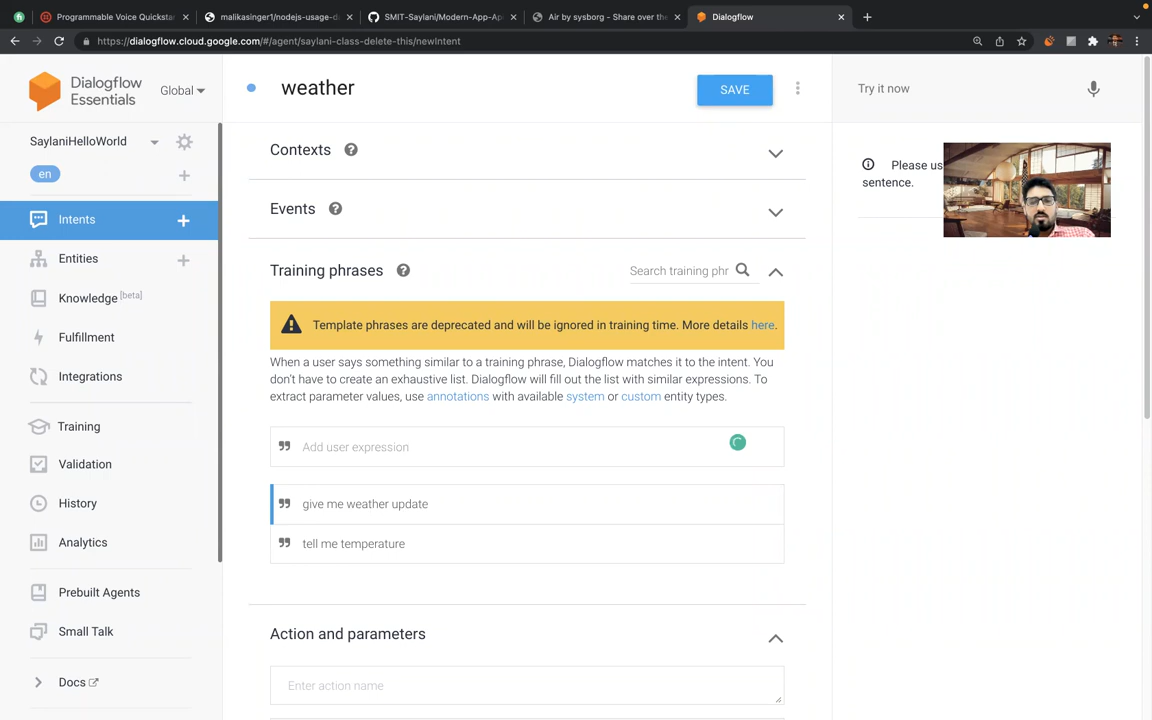 Programmable Voice Quickstar
malikasinger1/nodejs-usage-da
SMIT-Saylani/Modern-App-Ap
Air by sysborg - Share over the
Dialogflow
https://dialogflow.cloud.google.com/#/agent/saylani-class-delete-this/newIntent
Dialogflow
Essentials
Global
SaylaniHelloWorld
en
Intents
Entities
Knowledge [beta]
Fulfillment
Integrations
Training
Validation
History
Analytics
Prebuilt Agents
Small Talk
Docs
weather
SAVE
Contexts
Events
Training phrases
Search training phr
Template phrases are deprecated and will be ignored in training time. More details here.
When a user says something similar to a training phrase, Dialogflow matches it to the intent. You
don't have to create an exhaustive list. Dialogflow will fill out the list with similar expressions. To
extract parameter values, use annotations with available system or custom entity types.
Add user expression
give me weather update
tell me temperature
Action and parameters
Enter action name
Try it now
Please us
sentence.